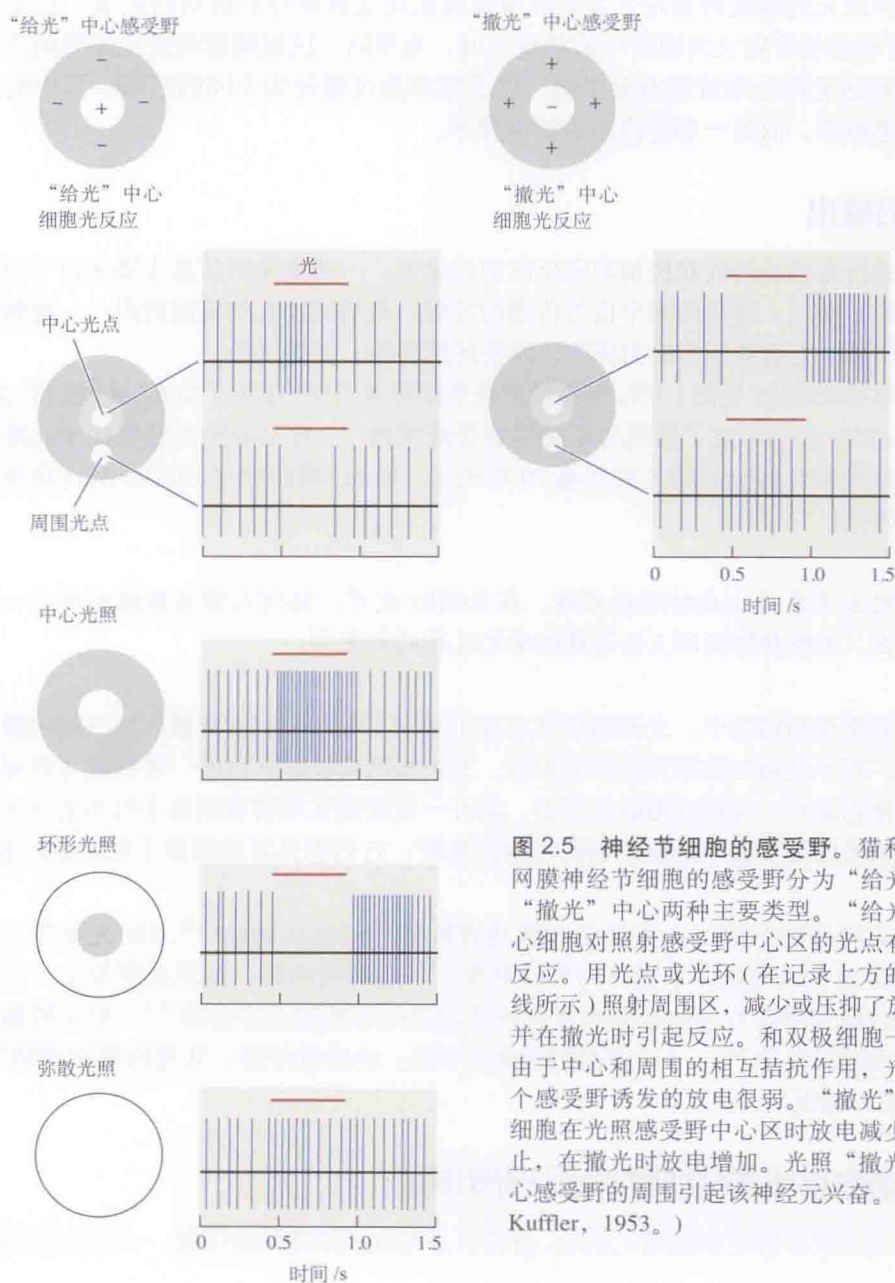 “给光”中心感受野
“撤光”中心感受野
“给光”中心
细胞光反应
“撤光”中心
细胞光反应
光
中心光点
周围光点
0 0.5 1.0 1.5
时间 /s
中心光照
环形光照
弥散光照
0 0.5 1.0 1.5
时间 /s
图 2.5 神经节细胞的感受野。猫和
网膜神经节细胞的感受野分为“给光
“撤光”中心两种主要类型。“给光
心细胞对照射感受野中心区的光点有
反应。用光点或光环(在记录上方的
线所示)照射周围区，减少或压抑了放
并在撤光时引起反应。和双极细胞一
由于中心和周围的相互拮抗作用，光
个感受野诱发的放电很弱。“撤光”
细胞在光照感受野中心区时放电减少
止，在撤光时放电增加。光照“撤光
心感受野的周围引起该神经元兴奋。
Kuffler，1953。)